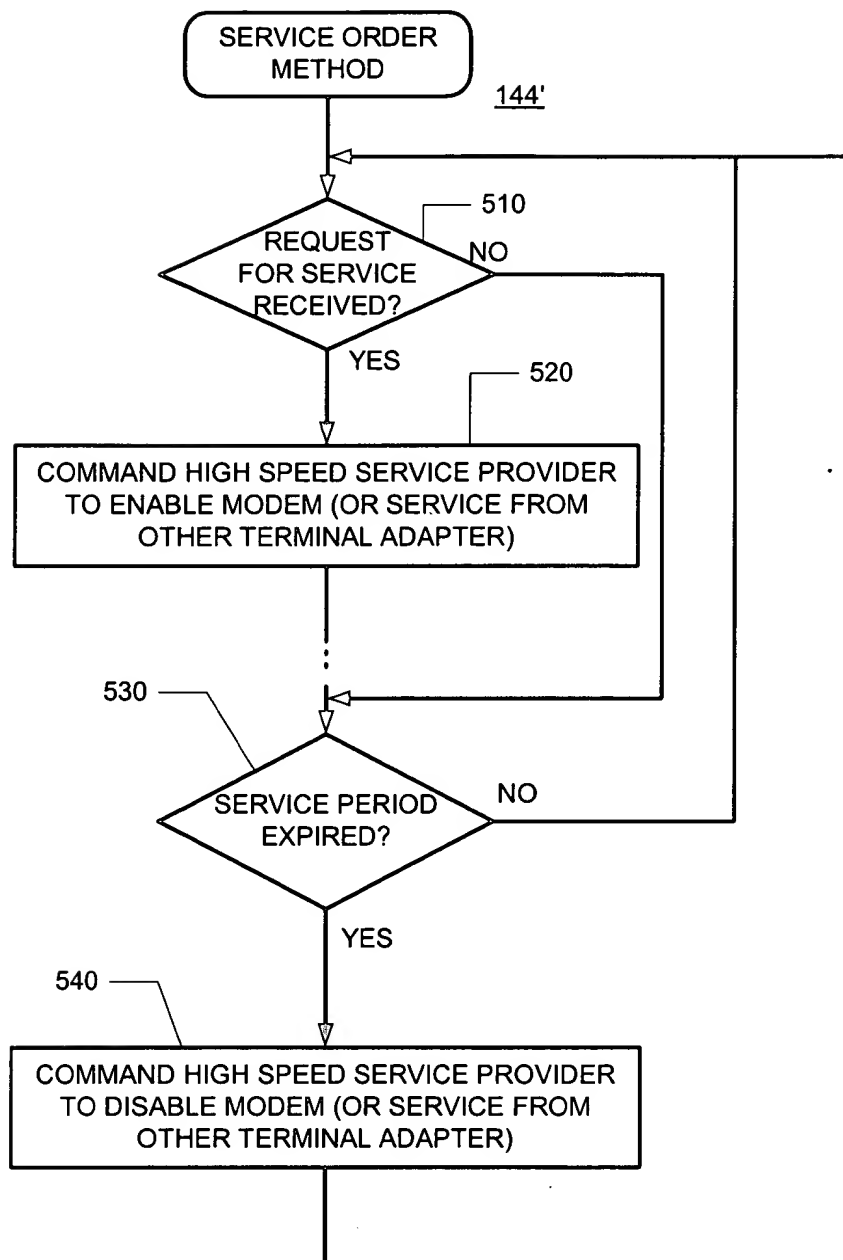 SERVICE ORDER
METHOD
144'
510
REQUEST
FOR SERVICE
RECEIVED?
NO
YES
520
COMMAND HIGH SPEED SERVICE PROVIDER
TO ENABLE MODEM (OR SERVICE FROM
OTHER TERMINAL ADAPTER)
530
SERVICE PERIOD
EXPIRED?
NO
YES
540
COMMAND HIGH SPEED SERVICE PROVIDER
TO DISABLE MODEM (OR SERVICE FROM
OTHER TERMINAL ADAPTER)